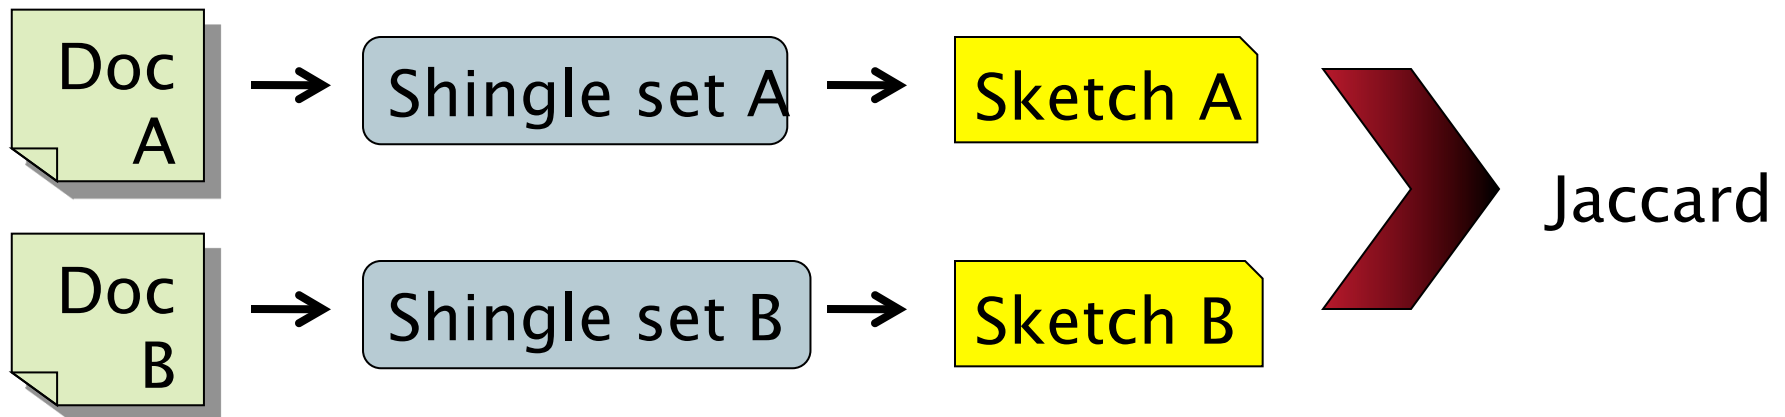 Doc
A
Shingle set A
Sketch A
Doc
B
Shingle set B
Sketch B
Jaccard